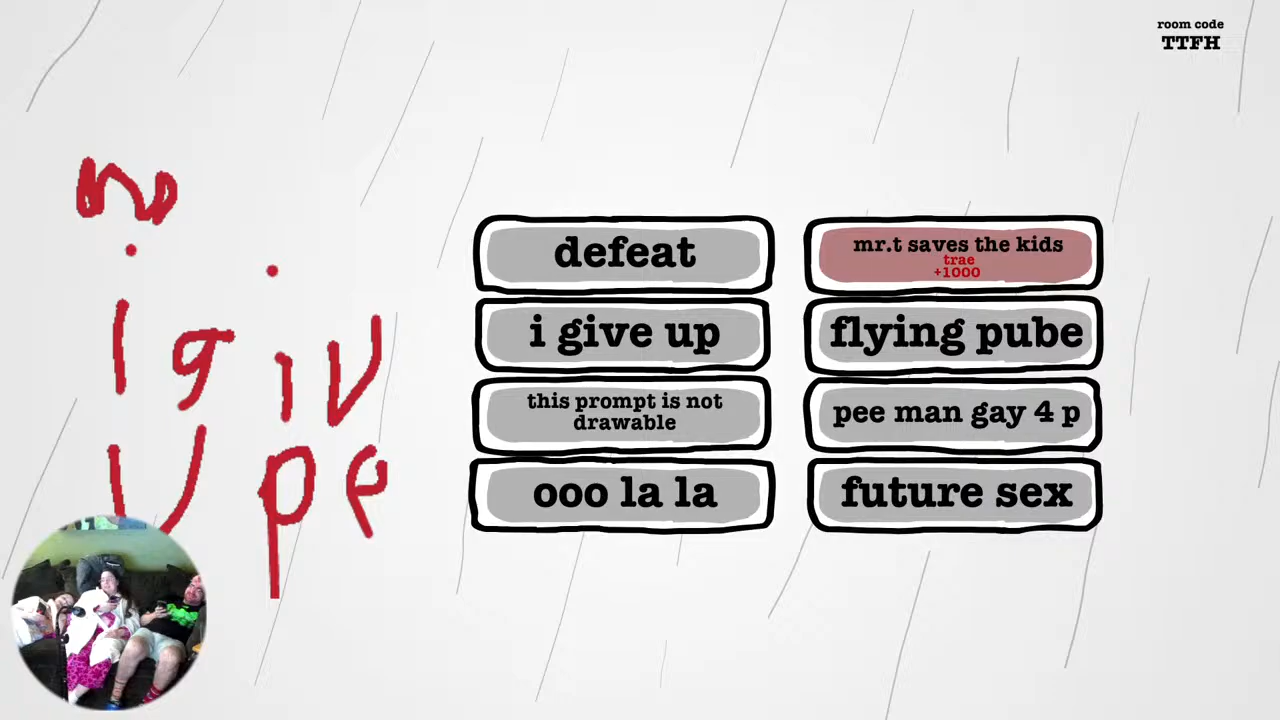 room code
TTFH
no
i giv
U pe
defeat
mr.t saves the kids
trae
+1000
i give up
flying pube
this prompt is not
drawable
pee man gay 4 p
ooo la la
future sex